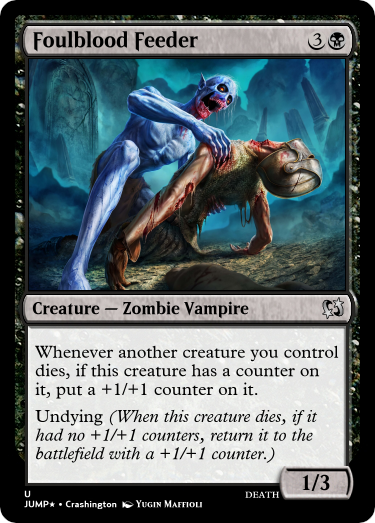 Foulblood Feeder 3
Creature — Zombie Vampire
Whenever another creature you control
dies, if this creature has a counter on
it, put a +1/+1 counter on it.
Undying (When this creature dies, if it
had no +1/+1 counters, return it to the
battlefield with a +1/+1 counter.)
1/3
U
DEATH
JUMP★ • Crashington Yugin Maffioli